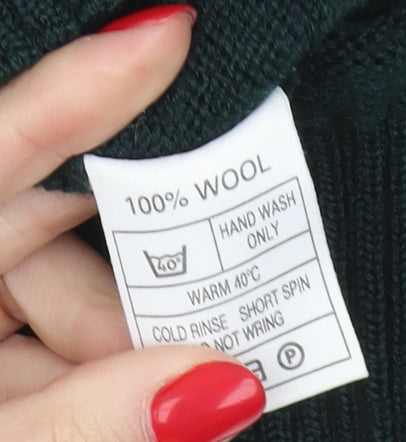 100% WOOL
40°
HAND WASH
ONLY
WARM 40°C
COLD RINSE SHORT SPIN
NOT WRING
P